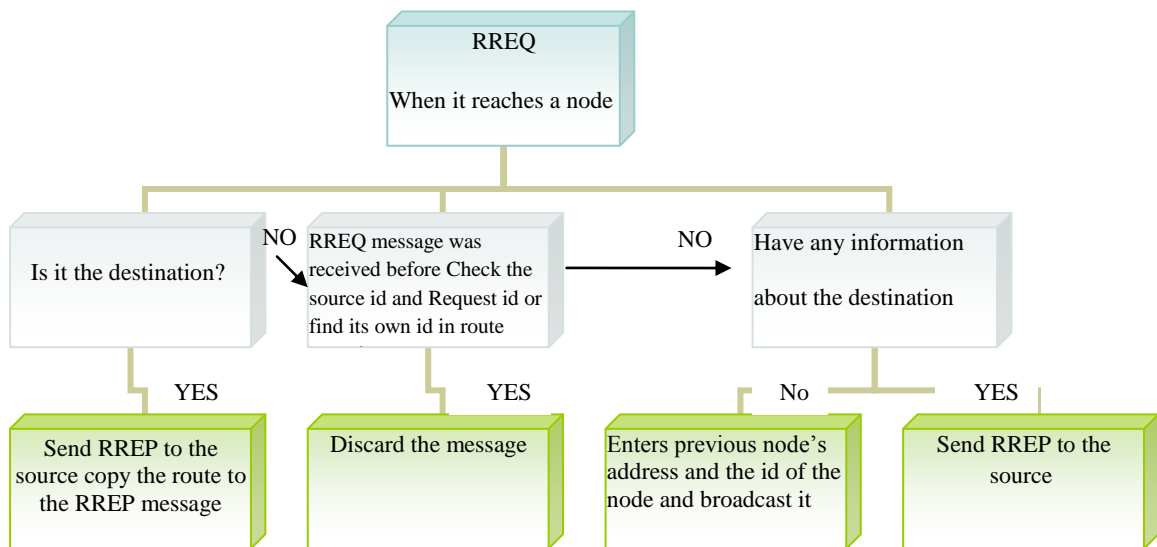 RREQ
When it reaches a node
Is it the destination?
NO
RREQ message was
received before Check the
source id and Request id or
find its own id in route
NO
Have any information
about the destination
YES
YES
No
YES
Send RREP to the
source copy the route to
the RREP message
Discard the message
Enters previous node's
address and the id of the
node and broadcast it
Send RREP to the
source